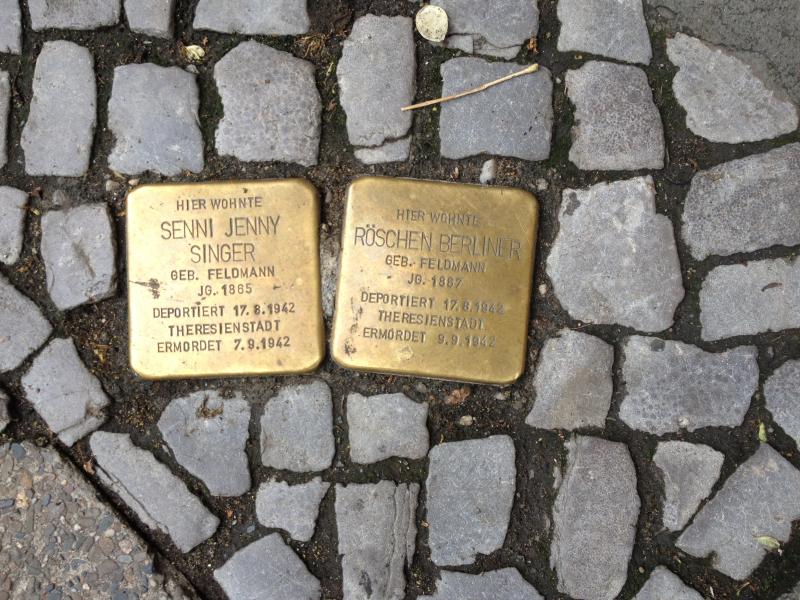 HIER WOHNTE
SENNI JENNY
SINGER
GEB. FELDMANN
JG. 1865
DEPORTIERT 17.8.1942
THERESIENSTADT
ERMORDET 7.9.1942
HIER WOHNTE
RÖSCHEN BERLINER
GEB. FELDMANN
JG. 1867
DEPORTIERT 17.8.1942
THERESIENSTADT
ERMORDET 9.9.1942